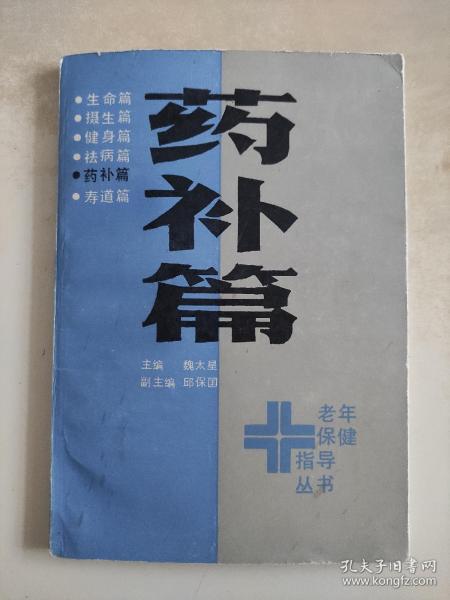 生命篇
摄生篇
健身篇
祛病篇
药补篇
寿道篇
药补篇
主编 魏太星
副主编 邱保国
老年
保健
指导
丛书
孔夫子旧书网
www.kongfz.com